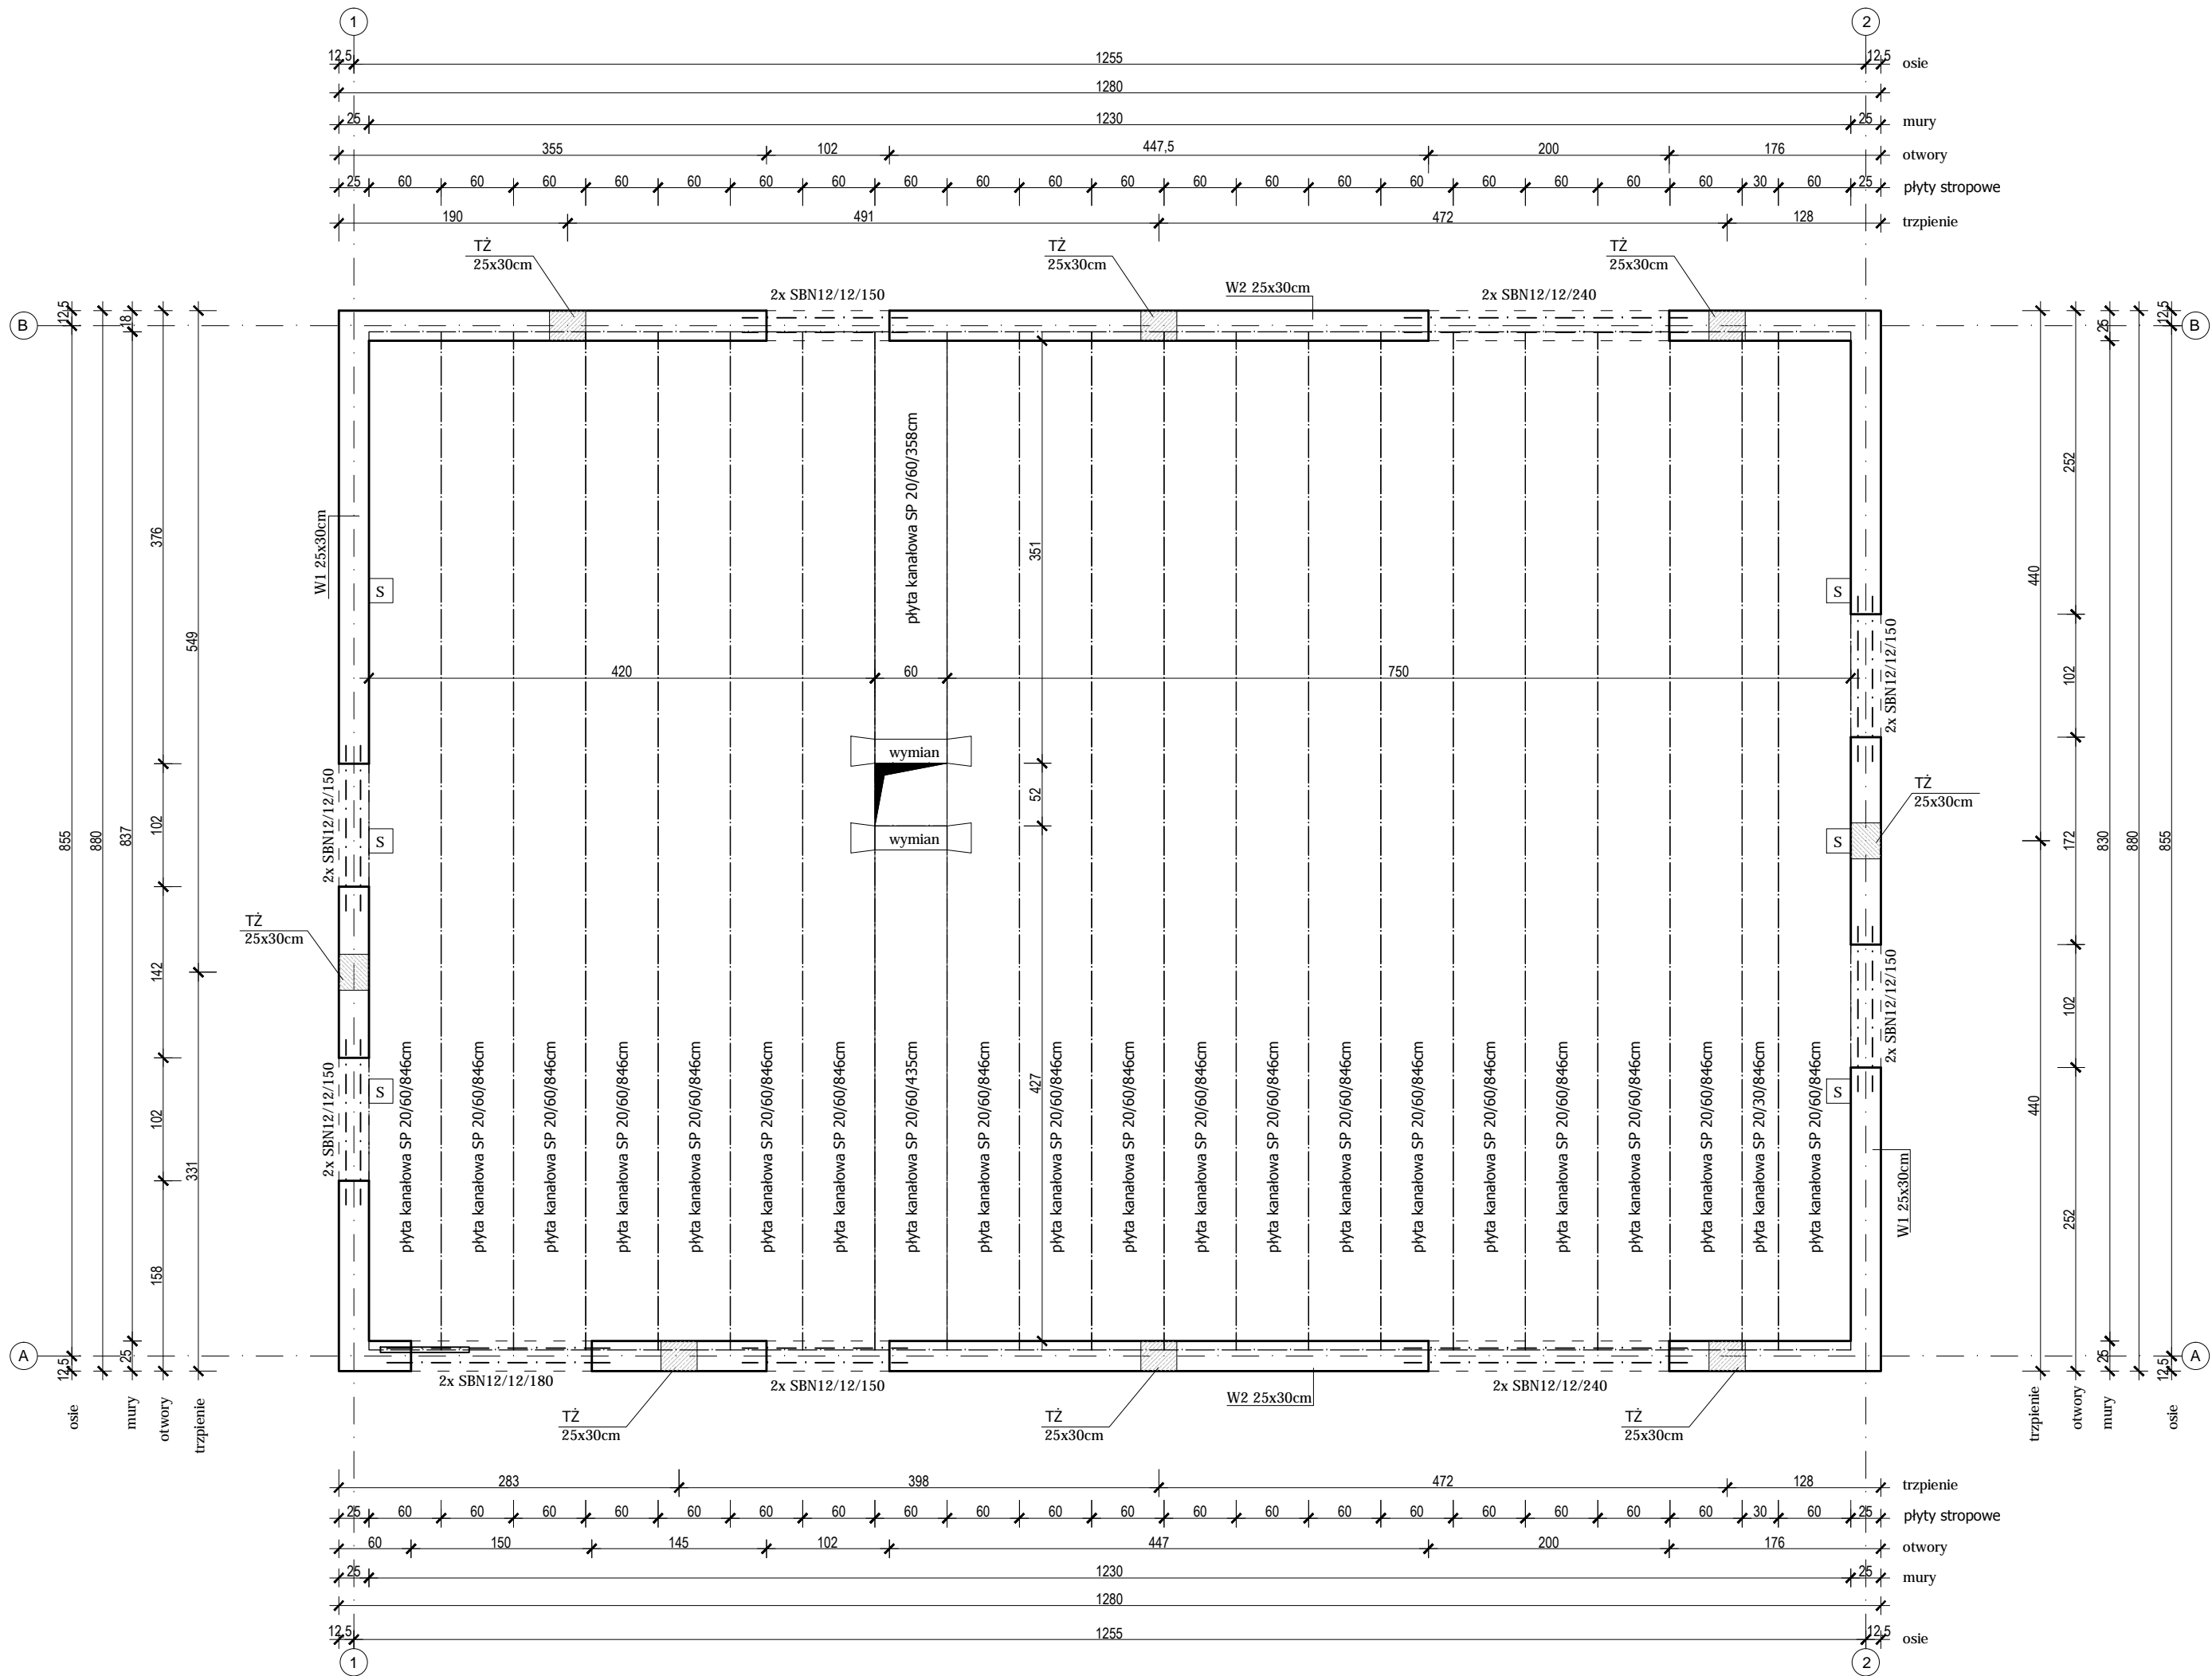 1
2
12,5 1255 12,5 osie
1280
25 1230 25 mury
355 102 447,5 200 176 otwory
25 60 60 60 60 60 60 60 60 60 60 60 60 60 60 60 60 60 60 60 30 60 25 płyty stropowe
190 491 472 128 trzpienie
TŻ
25x30cm
TŻ
25x30cm
TŻ
25x30cm
2x SBN12/12/150
W2 25x30cm
2x SBN12/12/240
B
B
12,5
855
12,5
osie
880
18
837
25
mury
376
102
142
102
158
otwory
549
331
trzpienie
W1 25x30cm
2x SBN12/12/150
2x SBN12/12/150
TŻ
25x30cm
S
S
S
płyta kanałowa SP 20/60/358cm
351
420 60 750
wymian
52
wymian
427
płyta kanałowa SP 20/60/846cm
płyta kanałowa SP 20/60/846cm
płyta kanałowa SP 20/60/846cm
płyta kanałowa SP 20/60/846cm
płyta kanałowa SP 20/60/846cm
płyta kanałowa SP 20/60/846cm
płyta kanałowa SP 20/60/846cm
płyta kanałowa SP 20/60/435cm
płyta kanałowa SP 20/60/846cm
płyta kanałowa SP 20/60/846cm
płyta kanałowa SP 20/60/846cm
płyta kanałowa SP 20/60/846cm
płyta kanałowa SP 20/60/846cm
płyta kanałowa SP 20/60/846cm
płyta kanałowa SP 20/60/846cm
płyta kanałowa SP 20/60/846cm
płyta kanałowa SP 20/60/846cm
płyta kanałowa SP 20/60/846cm
płyta kanałowa SP 20/60/846cm
płyta kanałowa SP 20/30/846cm
płyta kanałowa SP 20/60/846cm
S
S
S
2x SBN12/12/150
2x SBN12/12/150
TŻ
25x30cm
W1 25x30cm
440
440
trzpienie
252
102
172
102
252
otwory
25
830
25
mury
880
12,5
855
12,5
osie
A
A
2x SBN12/12/180
2x SBN12/12/150
W2 25x30cm
2x SBN12/12/240
TŻ
25x30cm
TŻ
25x30cm
TŻ
25x30cm
283 398 472 128 trzpienie
25 60 60 60 60 60 60 60 60 60 60 60 60 60 60 60 60 60 60 60 30 60 25 płyty stropowe
60 150 145 102 447 200 176 otwory
25 1230 25 mury
1280
12,5 1255 12,5 osie
1
2